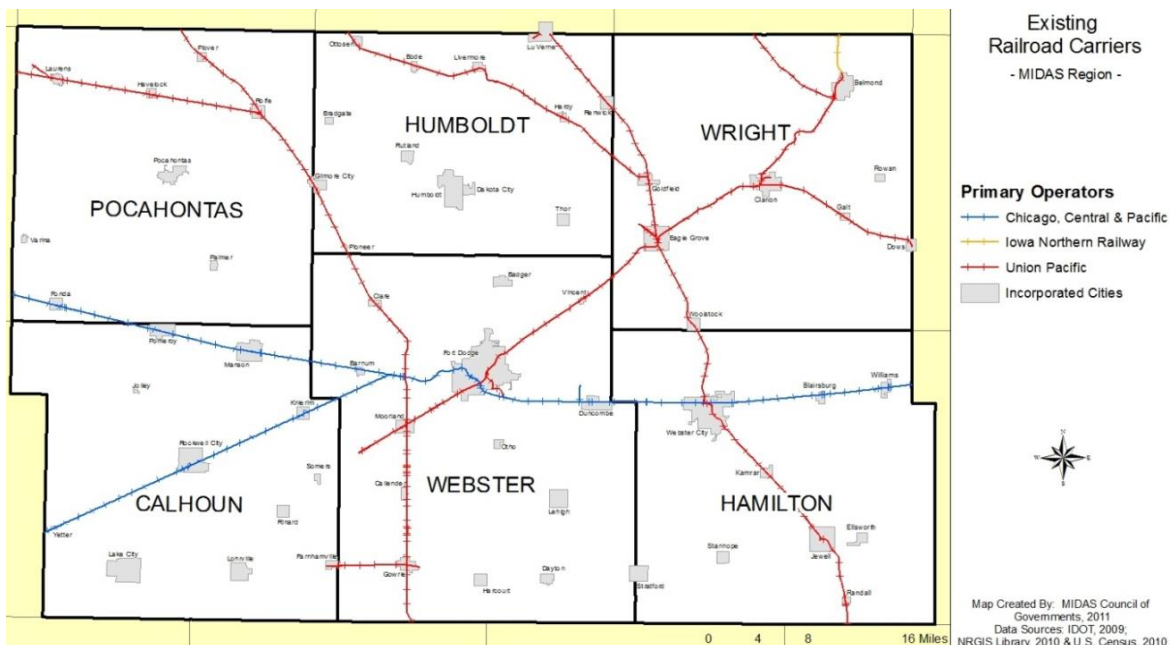 Existing
Railroad Carriers
- MIDAS Region -
Primary Operators
Chicago, Central & Pacific
Iowa Northern Railway
Union Pacific
Incorporated Cities
Map Created By: MIDAS Council of
Governments, 2011
Data Sources: IDOT, 2009;
NRGIS Library, 2010 & U.S. Census, 2010
0 4 8 16 Miles
N
W E
S
POCAHONTAS
Laurens
Havelock
Plover
Rolfe
Pocahontas
Varina
Palmer
Fonda
Gilmore City
Pioneer
HUMBOLDT
Ottosen
Bode
Livermore
Lu Verne
Hardy
Renwick
Bradgate
Rutland
Humboldt
Dakota City
Thor
WRIGHT
Belmond
Goldfield
Clarion
Rowan
Galt
Dows
Eagle Grove
Woolstock
CALHOUN
Pomeroy
Manson
Jolley
Knierim
Rockwell City
Somers
Rinard
Yetter
Lake City
Lohrville
Farnhamville
WEBSTER
Clare
Badger
Vincent
Fort Dodge
Barnum
Moorland
Duncombe
Otho
Callender
Lehigh
Gowrie
Harcourt
Dayton
HAMILTON
Webster City
Blairsburg
Williams
Kamrar
Ellsworth
Jewell
Stanhope
Stratford
Randall